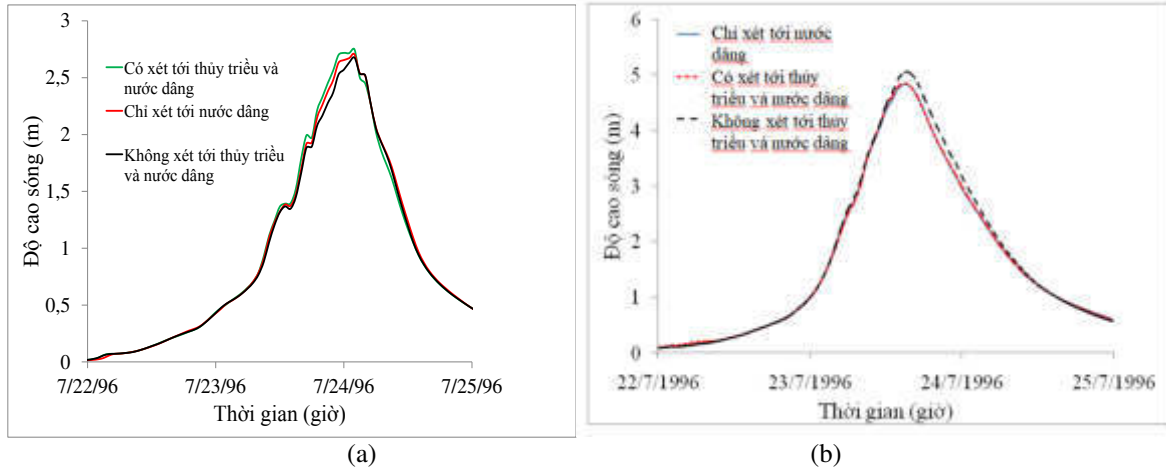 3
2.5
2
1.5
1
0,5
0
Độ cao sóng (m)
Có xét tới thủy triều và
nước dâng
Chỉ xét tới nước dâng
Không xét tới thủy triều
và nước dâng
7/22/96
7/23/96
7/24/96
7/25/96
Thời gian (giờ)
(a)
6
5
4
3
2
1
0
Độ cao sóng (m)
Chỉ xét tới nước
dâng
Có xét tới thủy
triều và nước dâng
Không xét tới thủy
triều và nước dâng
22/7/1996
23/7/1996
24/7/1996
25/7/1996
Thời gian (giờ)
(b)